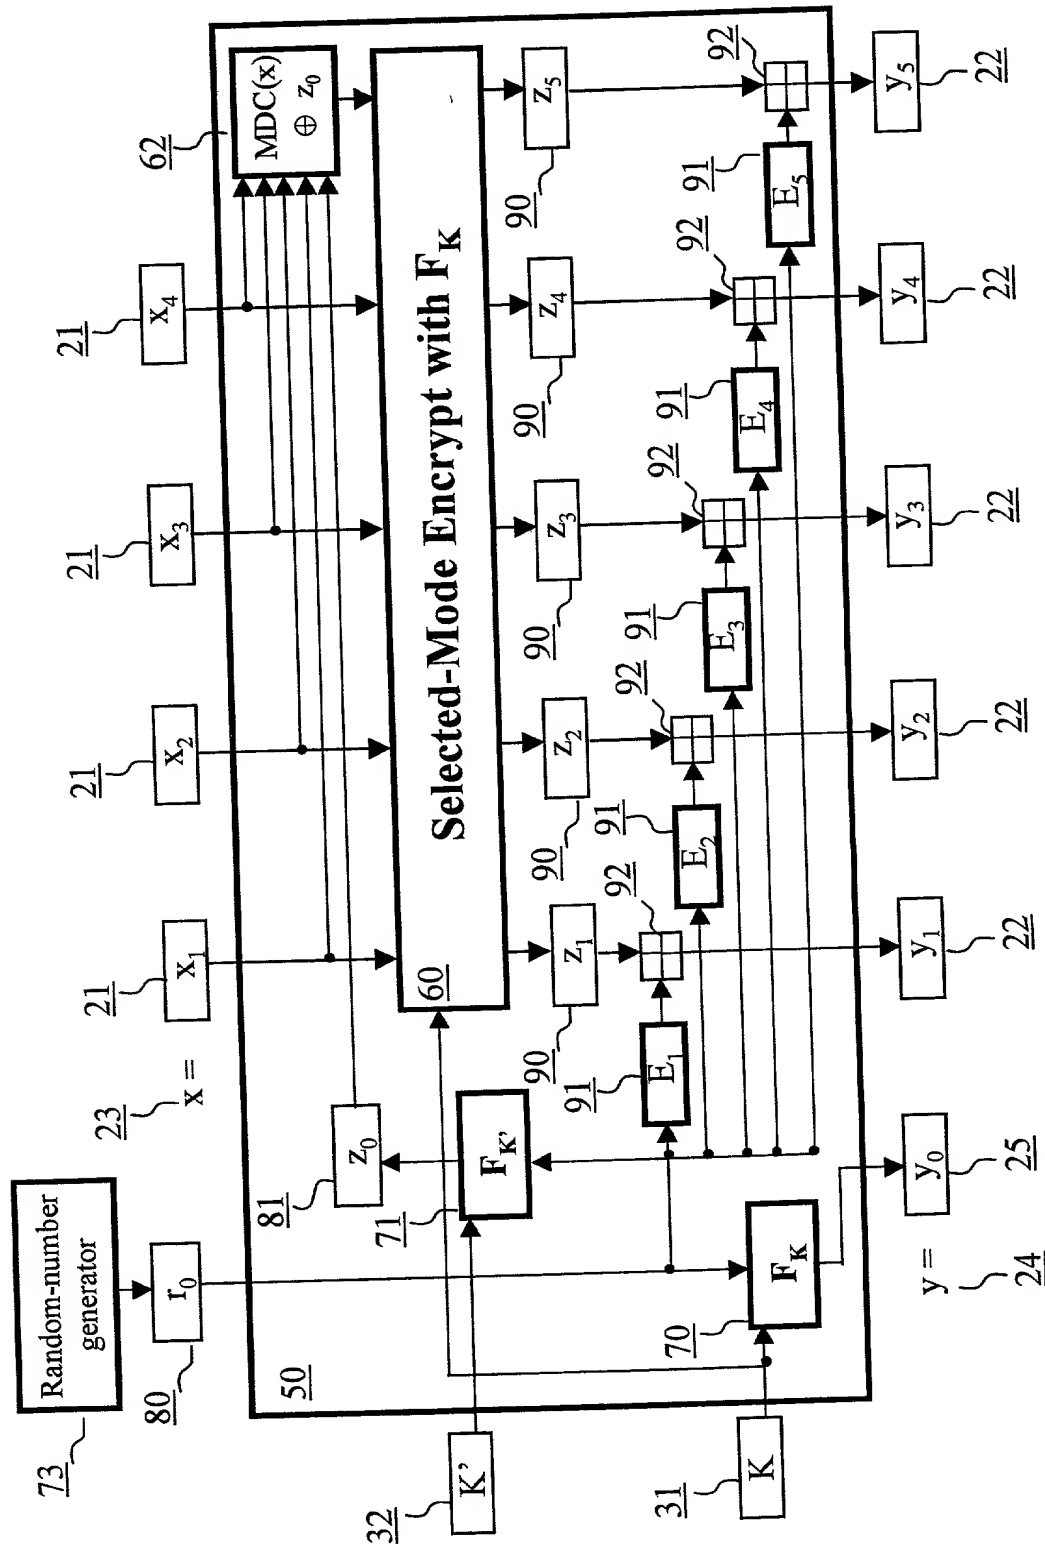 Random-number
generator
73
r0
80
23
x =
x1
21
x2
21
x3
21
x4
21
50
62
MDC(x)
⊕ z0
z0
81
60
Selected-Mode Encrypt with FK
K'
32
FK'
71
z1
90
z2
90
z3
90
z4
90
z5
90
E1
91
92
E2
91
92
E3
91
92
E4
91
92
E5
91
92
K
31
FK
70
y =
24
y0
25
y1
22
y2
22
y3
22
y4
22
y5
22